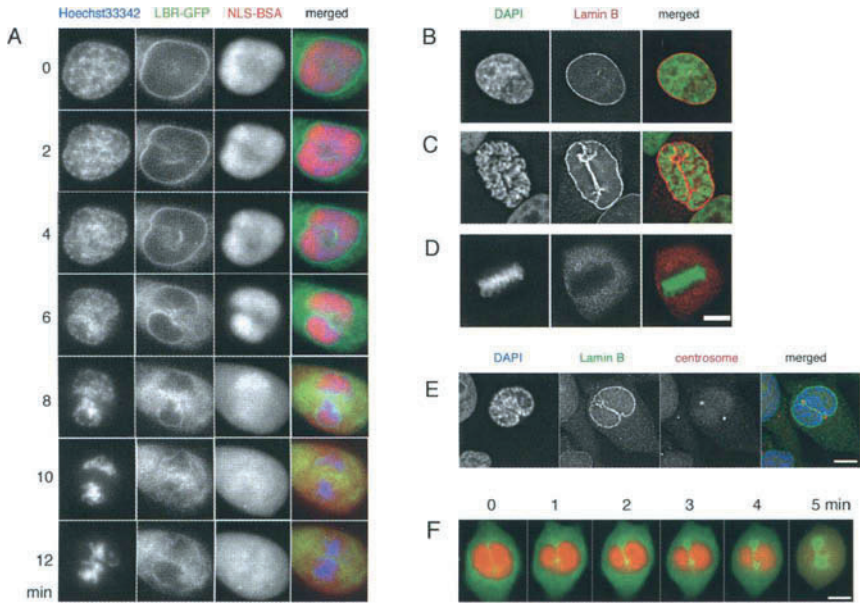 A
Hoechst33342 LBR-GFP NLS-BSA merged
0
2
4
6
8
10
12
min
DAPI Lamin B merged
B
C
D
DAPI Lamin B centrosome merged
E
0 1 2 3 4 5 min
F